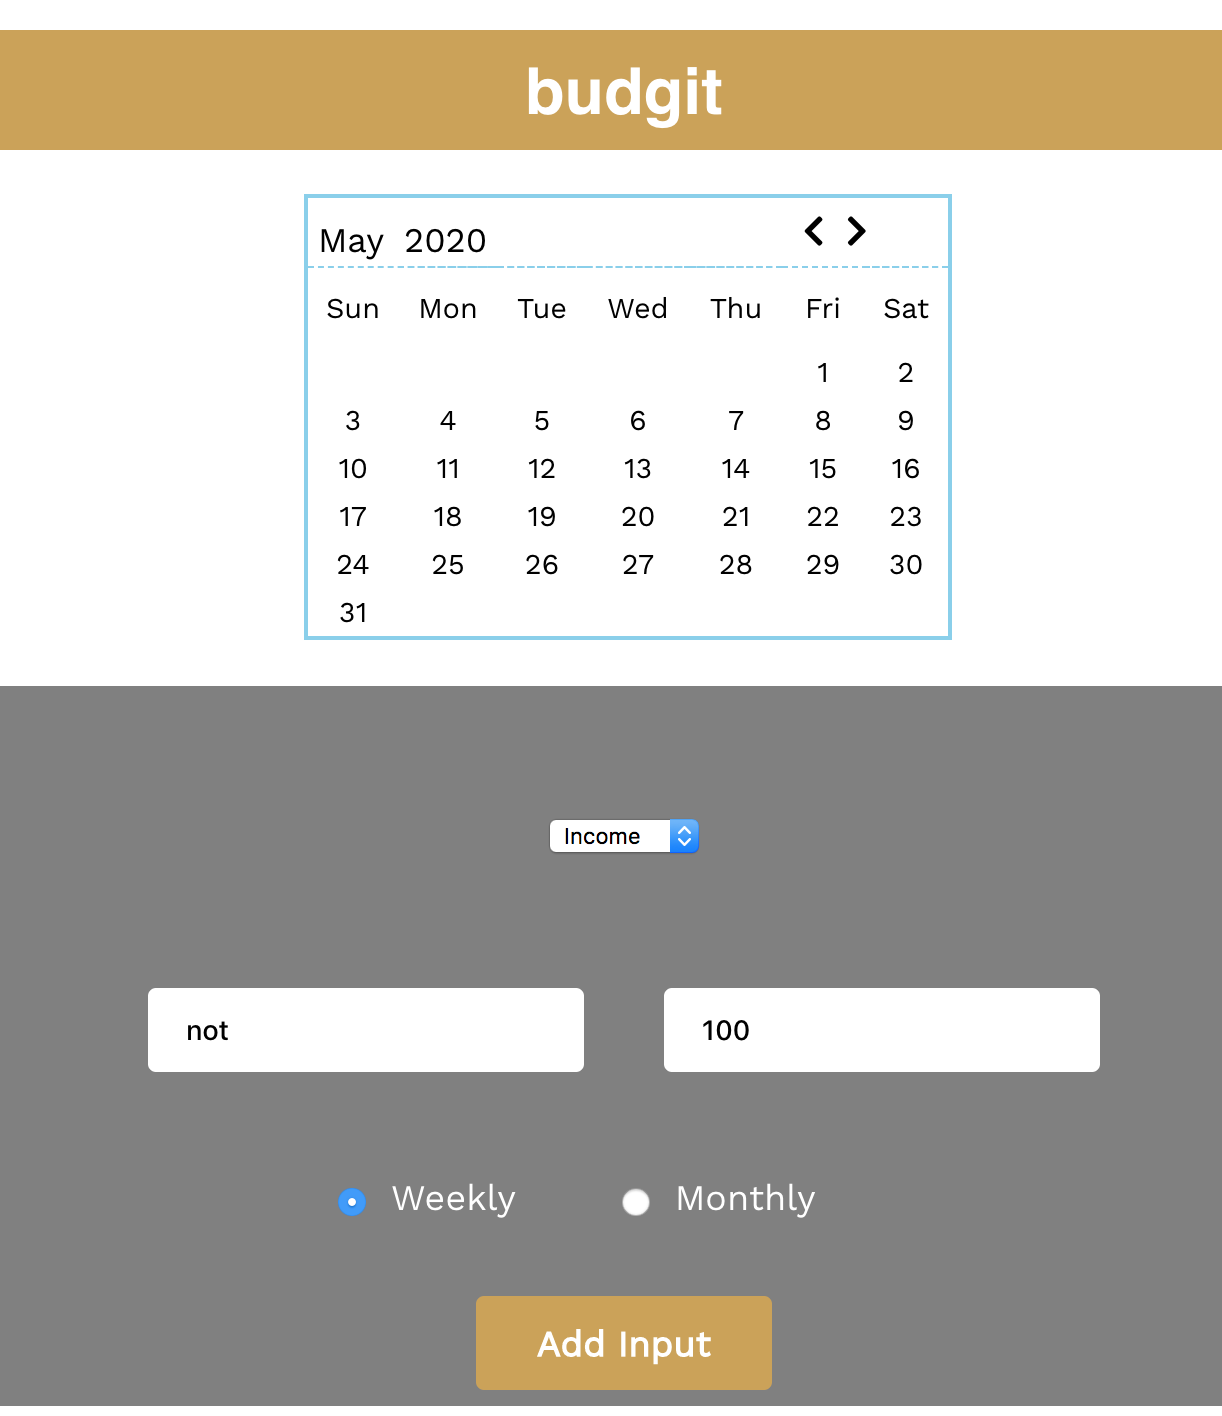 budgit
May 2020
Sun Mon Tue Wed Thu Fri Sat
1 2
3 4 5 6 7 8 9
10 11 12 13 14 15 16
17 18 19 20 21 22 23
24 25 26 27 28 29 30
31
Income
not 100
Weekly Monthly
Add Input